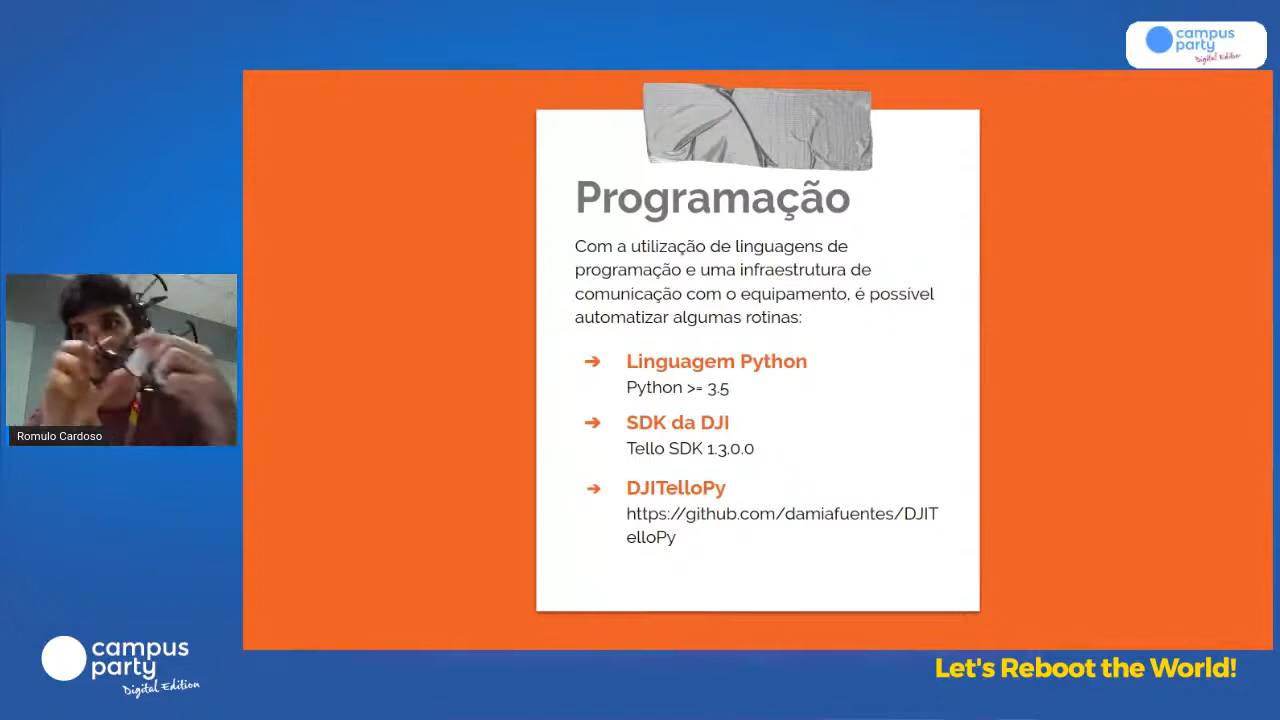 campus
party
Digital Edition
Programação
Com a utilização de linguagens de
programação e uma infraestrutura de
comunicação com o equipamento, é possível
automatizar algumas rotinas:
➔ Linguagem Python
Python >= 3.5
➔ SDK da DJI
Tello SDK 1.3.0.0
➔ DJITelloPy
https://github.com/damiafuentes/DJIT
elloPy
Romulo Cardoso
campus
party
Digital Edition
Let's Reboot the World!